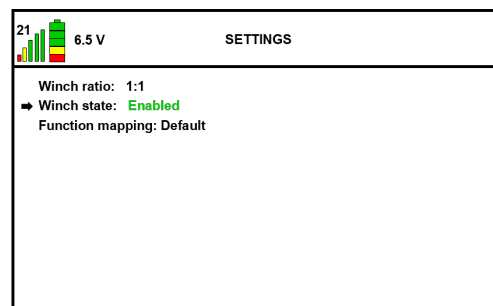 21
6.5 V
SETTINGS
Winch ratio: 1:1
Winch state: Enabled
Function mapping: Default